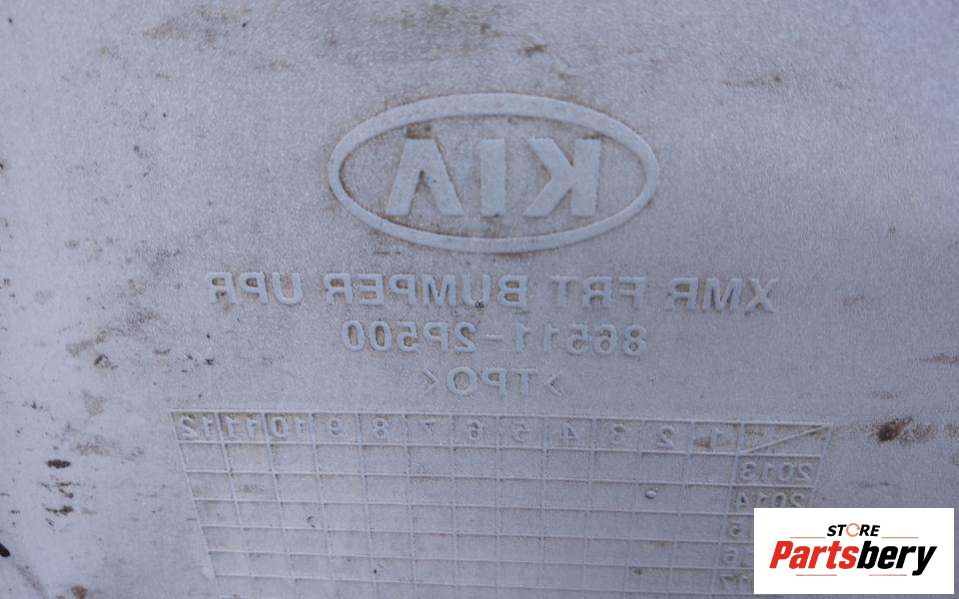 KIA
XMR FRT BUMPER UPR
86511-2P500
>TPO<
1 2 3 4 5 6 7 8 9 10 11 12
2013
2014
STORE
Partsbery